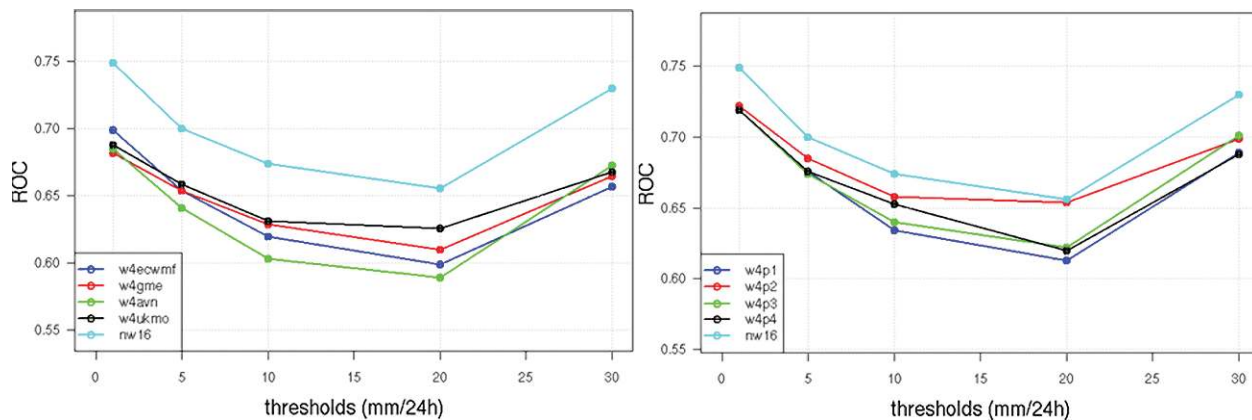 ROC
0.75
0.70
0.65
0.60
0.55
w4ecwmf
w4gme
w4avn
w4ukmo
nw16
0 5 10 15 20 25 30
thresholds (mm/24h)
ROC
0.75
0.70
0.65
0.60
0.55
w4p1
w4p2
w4p3
w4p4
nw16
0 5 10 15 20 25 30
thresholds (mm/24h)